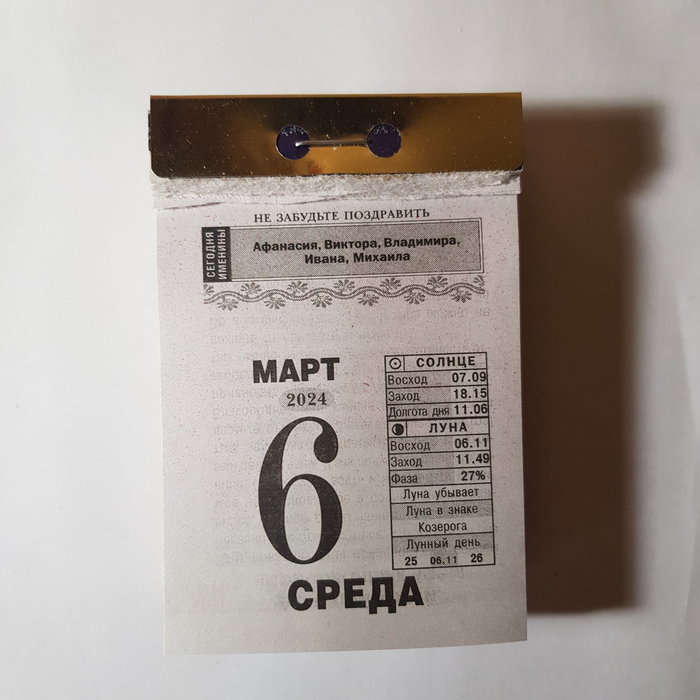 НЕ ЗАБУДЬТЕ ПОЗДРАВИТЬ
СЕГОДНЯ
ИМЕНИНЫ
Афанасия, Виктора, Владимира,
Ивана, Михаила
МАРТ
2024
6
СРЕДА
СОЛНЦЕ
Восход 07.09
Заход 18.15
Долгота дня 11.06
ЛУНА
Восход 06.11
Заход 11.49
Фаза 27%
Луна убывает
Луна в знаке
Козерога
Лунный день
25 06.11 26